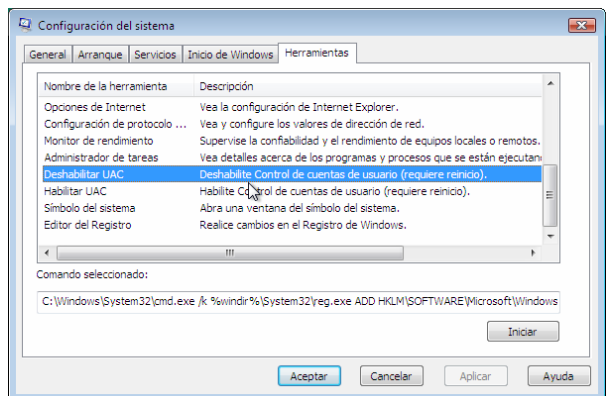 Configuración del sistema
General Arranque Servicios Inicio de Windows Herramientas
Nombre de la herramienta Descripción
Opciones de Internet Vea la configuración de Internet Explorer.
Configuración de protocolo ... Vea y configure los valores de dirección de red.
Monitor de rendimiento Supervise la confiabilidad y el rendimiento de equipos locales o remotos.
Administrador de tareas Vea detalles acerca de los programas y procesos que se están ejecutan
Deshabilitar UAC Deshabilite Control de cuentas de usuario (requiere reinicio).
Habilitar UAC Habilite Control de cuentas de usuario (requiere reinicio).
Símbolo del sistema Abra una ventana del símbolo del sistema.
Editor del Registro Realice cambios en el Registro de Windows.
Comando seleccionado:
C:\Windows\System32\cmd.exe /k %windir%\System32\reg.exe ADD HKLM\SOFTWARE\Microsoft\Windows
Iniciar
Aceptar Cancelar Aplicar Ayuda